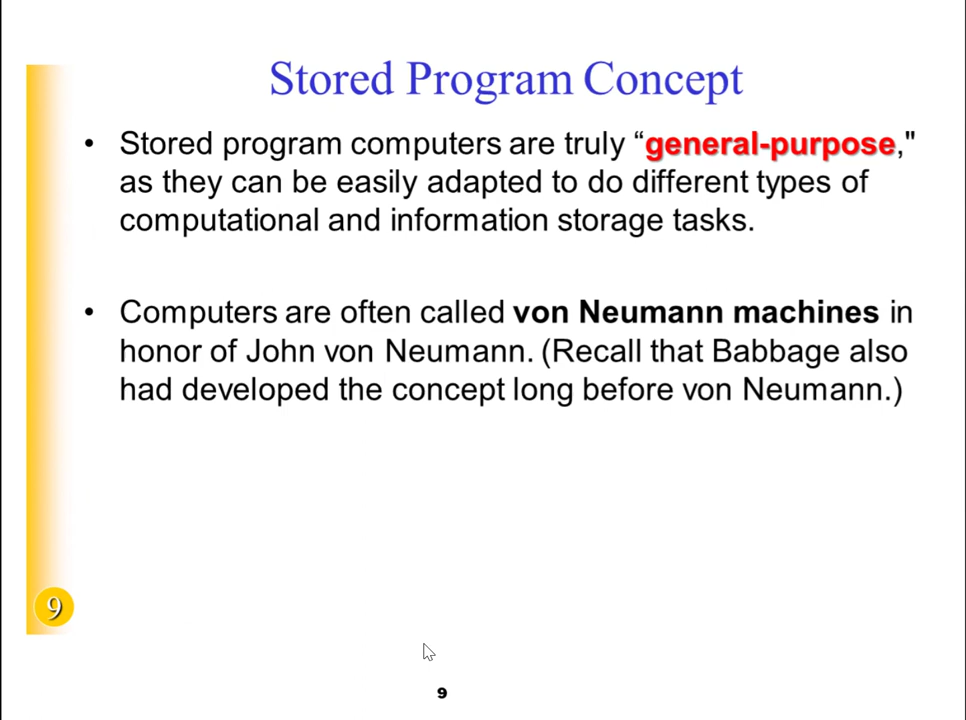 Stored Program Concept
• Stored program computers are truly “general-purpose,"
as they can be easily adapted to do different types of
computational and information storage tasks.
• Computers are often called von Neumann machines in
honor of John von Neumann. (Recall that Babbage also
had developed the concept long before von Neumann.)
9
9